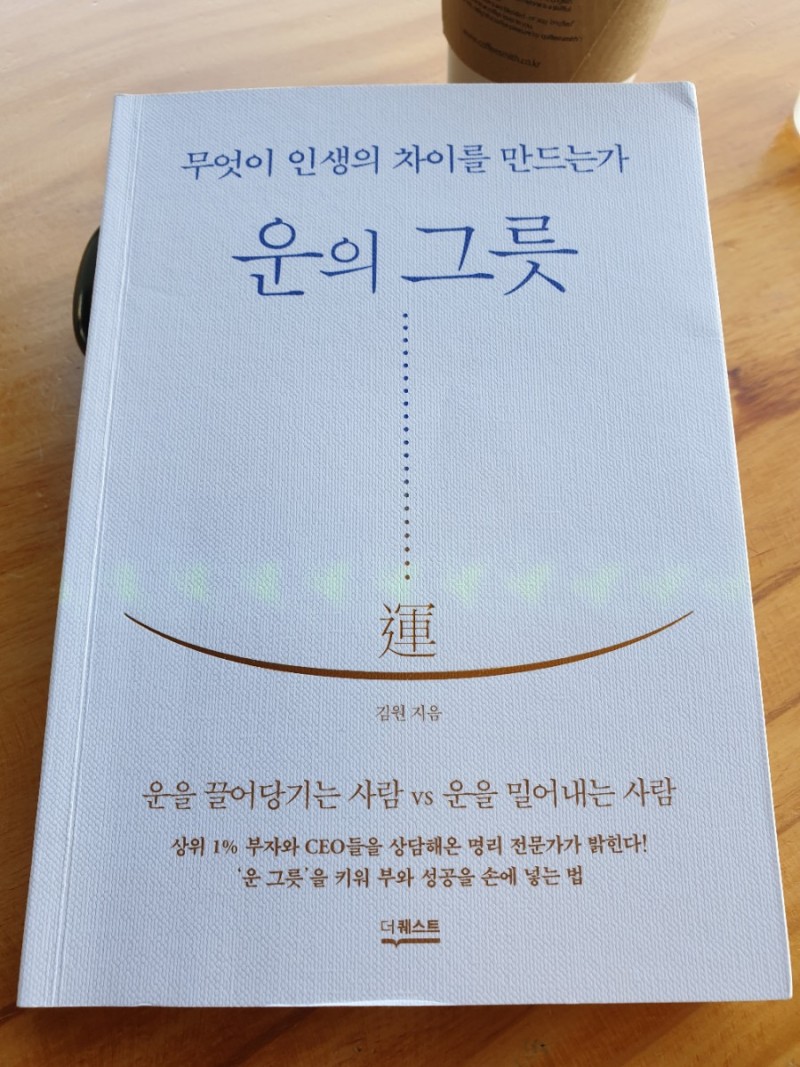 www.coffeesmith.co.kr
무엇이 인생의 차이를 만드는가
운의 그릇
運
김원 지음
운을 끌어당기는 사람 vs 운을 밀어내는 사람
상위 1% 부자와 CEO들을 상담해온 명리 전문가가 밝힌다!
'운 그릇'을 키워 부와 성공을 손에 넣는 법
더퀘스트